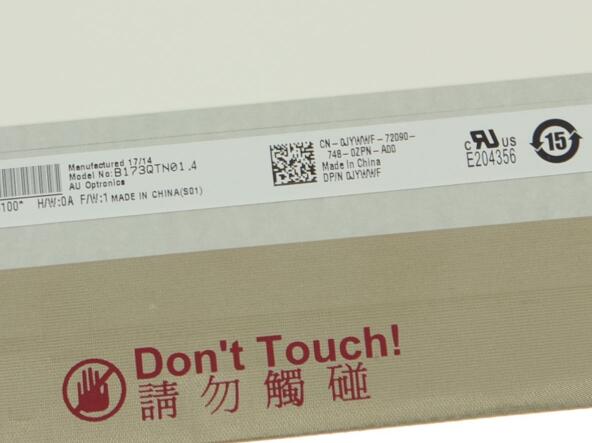 Manufactured 17/14
Model No:B173QTN01.4
AU Optronics
100* H/W:0A F/W:1 MADE IN CHINA(S01)
CN-0JYWWF-72090-
748-0ZPN-A00
Made in China
DP/N 0JYWWF
c RU US
E204356
15
Don't Touch!
請勿觸碰